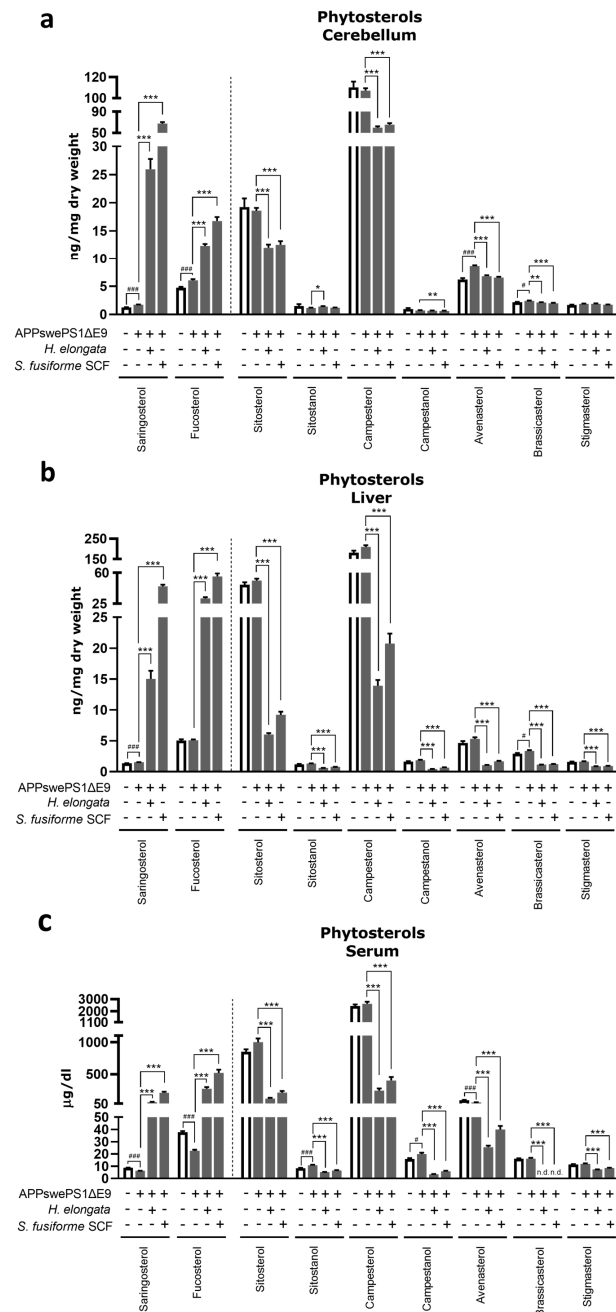 a
Phytosterols
Cerebellum
ng/mg dry weight
120
90
50
30
25
20
15
10
5
0
### *** *** ### *** *** *** *** * *** *** ** ### *** *** # ** ***
APPswePS1ΔE9 - + + + - + + + - + + + - + + + - + + + - + + + - + + + - + + + - + + +
H. elongata - - + - - - + - - - + - - - + - - - + - - - + - - - + - - - + - - - + -
S. fusiforme SCF - - - + - - - + - - - + - - - + - - - + - - - + - - - + - - - + - - - +
Saringosterol Fucosterol Sitosterol Sitostanol Campesterol Campestanol Avenasterol Brassicasterol Stigmasterol
b
Phytosterols
Liver
ng/mg dry weight
250
150
60
25
25
20
15
10
5
0
### *** *** *** *** *** *** *** *** *** *** *** *** *** *** # *** *** *** ***
APPswePS1ΔE9 - + + + - + + + - + + + - + + + - + + + - + + + - + + + - + + + - + + +
H. elongata - - + - - - + - - - + - - - + - - - + - - - + - - - + - - - + - - - + -
S. fusiforme SCF - - - + - - - + - - - + - - - + - - - + - - - + - - - + - - - + - - - +
Saringosterol Fucosterol Sitosterol Sitostanol Campesterol Campestanol Avenasterol Brassicasterol Stigmasterol
c
Phytosterols
Serum
µg/dl
3000
2000
1100
1000
500
50
50
40
30
20
10
0
### *** *** ### *** *** *** *** ### *** *** *** *** # *** *** ### *** *** *** *** n.d. n.d. *** ***
APPswePS1ΔE9 - + + + - + + + - + + + - + + + - + + + - + + + - + + + - + + + - + + +
H. elongata - - + - - - + - - - + - - - + - - - + - - - + - - - + - - - + - - - + -
S. fusiforme SCF - - - + - - - + - - - + - - - + - - - + - - - + - - - + - - - + - - - +
Saringosterol Fucosterol Sitosterol Sitostanol Campesterol Campestanol Avenasterol Brassicasterol Stigmasterol